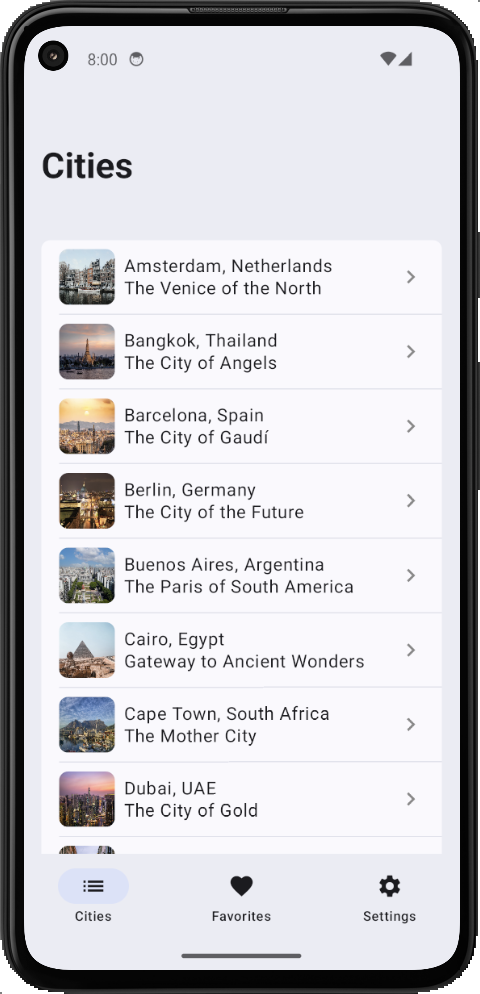 8:00
Cities
Amsterdam, Netherlands
The Venice of the North
Bangkok, Thailand
The City of Angels
Barcelona, Spain
The City of Gaudí
Berlin, Germany
The City of the Future
Buenos Aires, Argentina
The Paris of South America
Cairo, Egypt
Gateway to Ancient Wonders
Cape Town, South Africa
The Mother City
Dubai, UAE
The City of Gold
Cities
Favorites
Settings